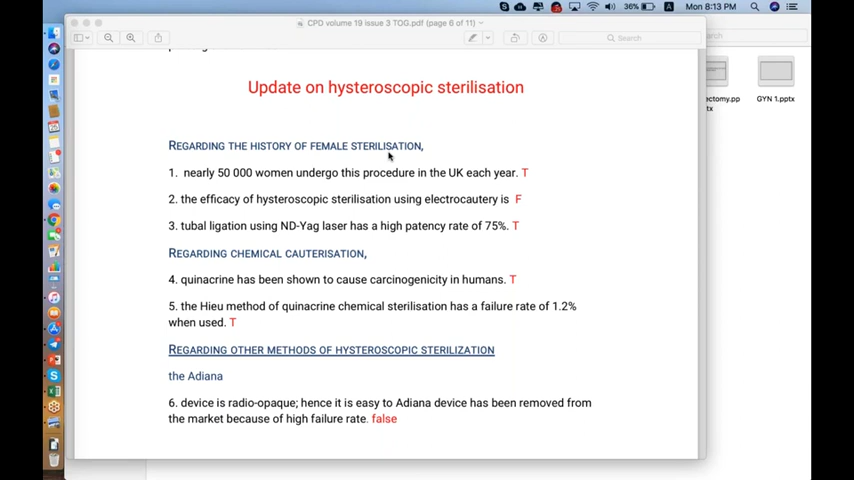 36%
A
Mon 8:13 PM
CPD volume 19 issue 3 TOG.pdf (page 6 of 11)
Search
Update on hysteroscopic sterilisation
REGARDING THE HISTORY OF FEMALE STERILISATION,
1. nearly 50 000 women undergo this procedure in the UK each year. T
2. the efficacy of hysteroscopic sterilisation using electrocautery is F
3. tubal ligation using ND-Yag laser has a high patency rate of 75%. T
REGARDING CHEMICAL CAUTERISATION,
4. quinacrine has been shown to cause carcinogenicity in humans. T
5. the Hieu method of quinacrine chemical sterilisation has a failure rate of 1.2%
when used. T
REGARDING OTHER METHODS OF HYSTEROSCOPIC STERILIZATION
the Adiana
6. device is radio-opaque; hence it is easy to Adiana device has been removed from
the market because of high failure rate. false
arch
ectomy.pp
tx
GYN 1.pptx